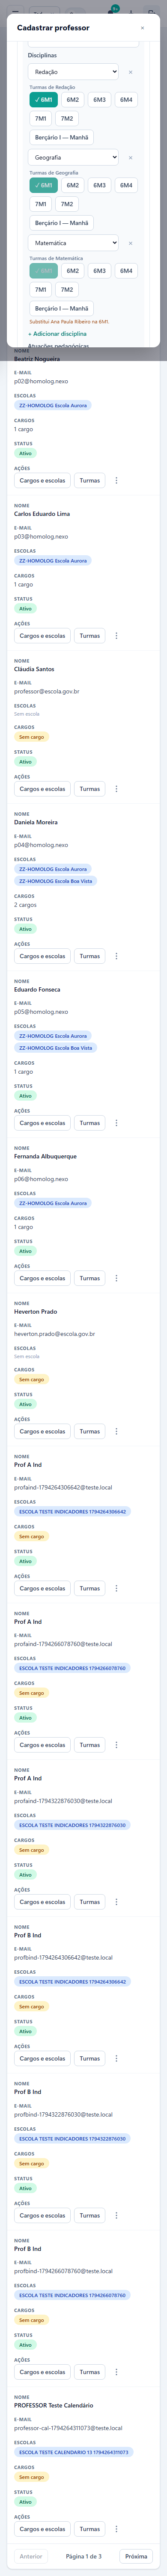 Cadastrar professor
×
Disciplinas
Redação
×
Turmas de Redação
✓ 6M1 6M2 6M3 6M4
7M1 7M2
Berçário I — Manhã
Geografia
×
Turmas de Geografia
✓ 6M1 6M2 6M3 6M4
7M1 7M2
Berçário I — Manhã
Matemática
×
Turmas de Matemática
✓ 6M1 6M2 6M3 6M4
7M1 7M2
Berçário I — Manhã
Substitui Ana Paula Ribeiro na 6M1.
+ Adicionar disciplina
Atuações pedagógicas
NOME
Beatriz Nogueira
E-MAIL
p02@homolog.nexo
ESCOLAS
ZZ-HOMOLOG Escola Aurora
CARGOS
1 cargo
STATUS
Ativo
AÇÕES
Cargos e escolas Turmas ⋮
NOME
Carlos Eduardo Lima
E-MAIL
p03@homolog.nexo
ESCOLAS
ZZ-HOMOLOG Escola Aurora
CARGOS
1 cargo
STATUS
Ativo
AÇÕES
Cargos e escolas Turmas ⋮
NOME
Cláudia Santos
E-MAIL
professor@escola.gov.br
ESCOLAS
Sem escola
CARGOS
Sem cargo
STATUS
Ativo
AÇÕES
Cargos e escolas Turmas ⋮
NOME
Daniela Moreira
E-MAIL
p04@homolog.nexo
ESCOLAS
ZZ-HOMOLOG Escola Aurora
ZZ-HOMOLOG Escola Boa Vista
CARGOS
2 cargos
STATUS
Ativo
AÇÕES
Cargos e escolas Turmas ⋮
NOME
Eduardo Fonseca
E-MAIL
p05@homolog.nexo
ESCOLAS
ZZ-HOMOLOG Escola Aurora
ZZ-HOMOLOG Escola Boa Vista
CARGOS
1 cargo
STATUS
Ativo
AÇÕES
Cargos e escolas Turmas ⋮
NOME
Fernanda Albuquerque
E-MAIL
p06@homolog.nexo
ESCOLAS
ZZ-HOMOLOG Escola Aurora
CARGOS
1 cargo
STATUS
Ativo
AÇÕES
Cargos e escolas Turmas ⋮
NOME
Heverton Prado
E-MAIL
heverton.prado@escola.gov.br
ESCOLAS
Sem escola
CARGOS
Sem cargo
STATUS
Ativo
AÇÕES
Cargos e escolas Turmas ⋮
NOME
Prof A Ind
E-MAIL
profaind-1794264306642@teste.local
ESCOLAS
ESCOLA TESTE INDICADORES 1794264306642
CARGOS
Sem cargo
STATUS
Ativo
AÇÕES
Cargos e escolas Turmas ⋮
NOME
Prof A Ind
E-MAIL
profaind-1794266078760@teste.local
ESCOLAS
ESCOLA TESTE INDICADORES 1794266078760
CARGOS
Sem cargo
STATUS
Ativo
AÇÕES
Cargos e escolas Turmas ⋮
NOME
Prof A Ind
E-MAIL
profaind-1794322876030@teste.local
ESCOLAS
ESCOLA TESTE INDICADORES 1794322876030
CARGOS
Sem cargo
STATUS
Ativo
AÇÕES
Cargos e escolas Turmas ⋮
NOME
Prof B Ind
E-MAIL
profbind-1794264306642@teste.local
ESCOLAS
ESCOLA TESTE INDICADORES 1794264306642
CARGOS
Sem cargo
STATUS
Ativo
AÇÕES
Cargos e escolas Turmas ⋮
NOME
Prof B Ind
E-MAIL
profbind-1794322876030@teste.local
ESCOLAS
ESCOLA TESTE INDICADORES 1794322876030
CARGOS
Sem cargo
STATUS
Ativo
AÇÕES
Cargos e escolas Turmas ⋮
NOME
Prof B Ind
E-MAIL
profbind-1794266078760@teste.local
ESCOLAS
ESCOLA TESTE INDICADORES 1794266078760
CARGOS
Sem cargo
STATUS
Ativo
AÇÕES
Cargos e escolas Turmas ⋮
NOME
PROFESSOR Teste Calendário
E-MAIL
professor-cal-1794264311073@teste.local
ESCOLAS
ESCOLA TESTE CALENDARIO 13 1794264311073
CARGOS
Sem cargo
STATUS
Ativo
AÇÕES
Cargos e escolas Turmas ⋮
Anterior Página 1 de 3 Próxima